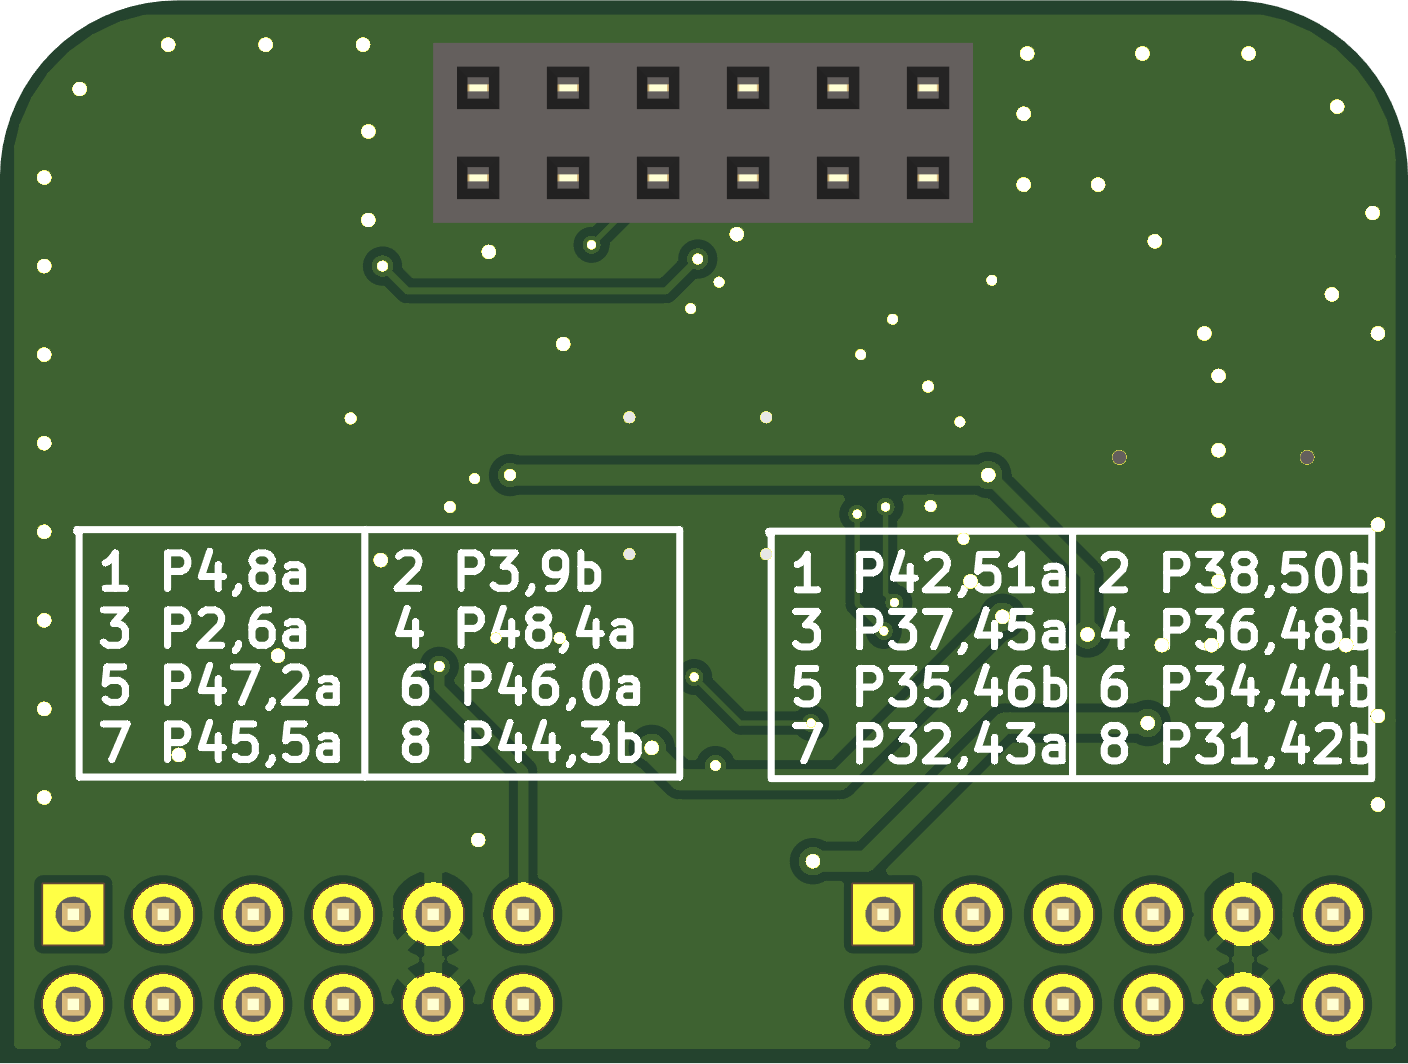 1 P4,8a 2 P3,9b
3 P2,6a 4 P48,4a
5 P47,2a 6 P46,0a
7 P45,5a 8 P44,3b
1 P42,51a 2 P38,50b
3 P37,45a 4 P36,48b
5 P35,46b 6 P34,44b
7 P32,43a 8 P31,42b